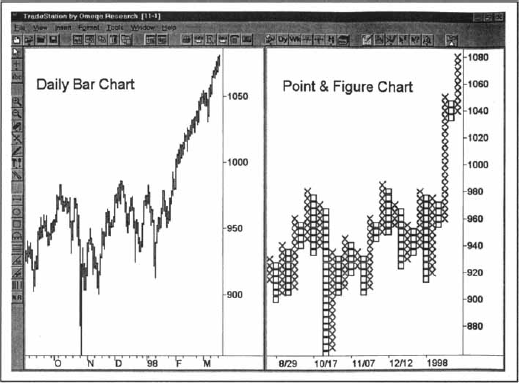 TradeStation by Omega Research [11-1]
File View Insert Format Tools Window Help
Daily Bar Chart
Point & Figure Chart
1050
1000
950
900
1080
1060
1040
1020
1000
980
960
940
920
900
880
O N D 98 F M
8/29 10/17 11/07 12/12 1998